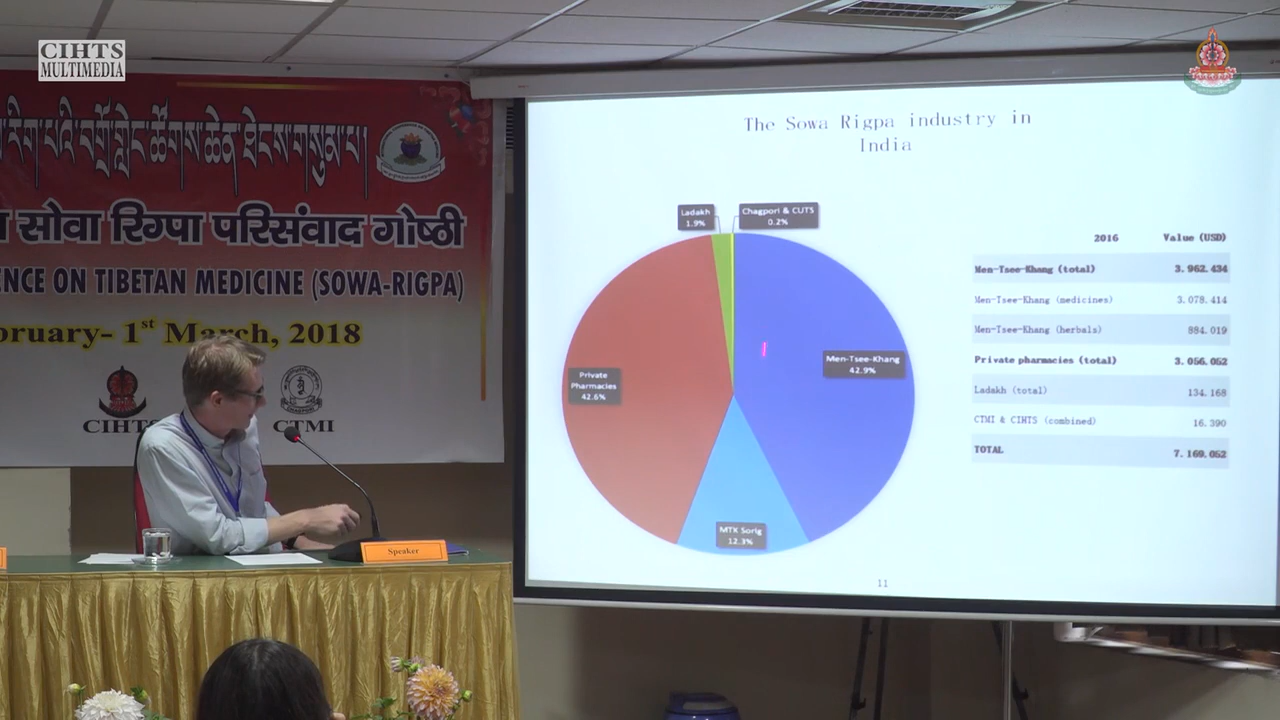 CIHTS
MULTIMEDIA
སོવા
सोवा रिग्पा परिसंवाद गोष्ठी
ENCE ON TIBETAN MEDICINE (SOWA-RIGPA)
bruary- 1st March, 2018
CIHTS
CTMI
Speaker
The Sowa Rigpa industry in
India
Ladakh
1.9%
Chagpori & CUTS
0.2%
Men-Tsee-Khang
42.9%
Private
Pharmacies
42.6%
MTK Sorig
12.3%
2016 Value (USD)
Men-Tsee-Khang (total) 3.962.434
Men-Tsee-Khang (medicines) 3.078.414
Men-Tsee-Khang (herbals) 884.019
Private pharmacies (total) 3.056.052
Ladakh (total) 134.168
CTMI & CIHTS (combined) 16.390
TOTAL 7.169.052
11